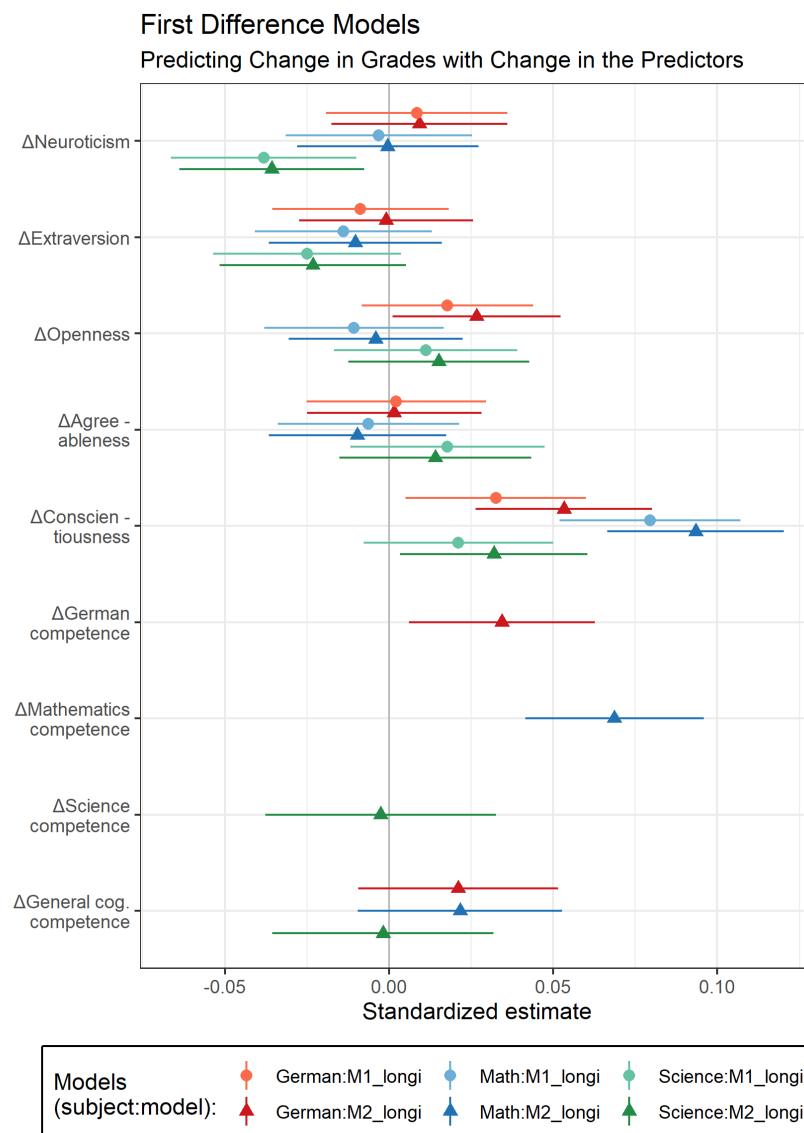 First Difference Models
Predicting Change in Grades with Change in the Predictors
ΔNeuroticism
ΔExtraversion
ΔOpenness
ΔAgree -
ableness
ΔConscien -
tiousness
ΔGerman
competence
ΔMathematics
competence
ΔScience
competence
ΔGeneral cog.
competence
-0.05 0.00 0.05 0.10
Standardized estimate
Models
(subject:model):
German:M1_longi Math:M1_longi Science:M1_longi
German:M2_longi Math:M2_longi Science:M2_longi